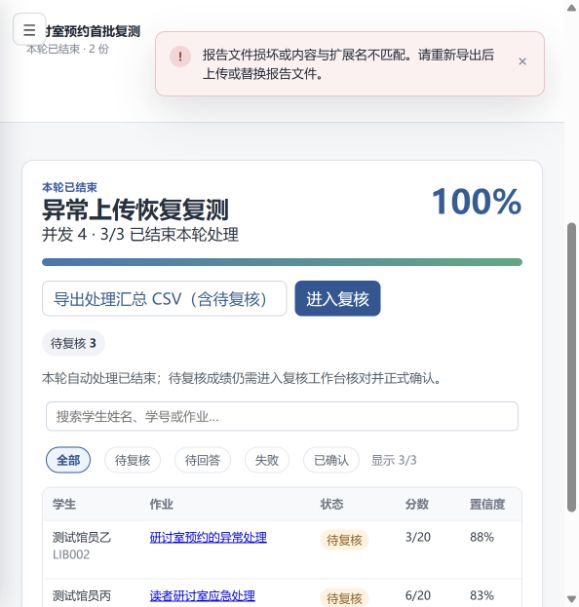 讨室预约首批复测
本轮已结束 · 2 份
报告文件损坏或内容与扩展名不匹配。请重新导出后
上传或替换报告文件。
本轮已结束
异常上传恢复复测
100%
并发 4 · 3/3 已结束本轮处理
导出处理汇总 CSV（含待复核）
进入复核
待复核 3
本轮自动处理已结束；待复核成绩仍需进入复核工作台核对并正式确认。
搜索学生姓名、学号或作业...
全部 待复核 待回答 失败 已确认 显示 3/3
学生 作业 状态 分数 置信度
测试馆员乙 研讨室预约的异常处理 待复核 3/20 88%
LIB002
测试馆员丙 读者研讨室应急处理 待复核 6/20 83%